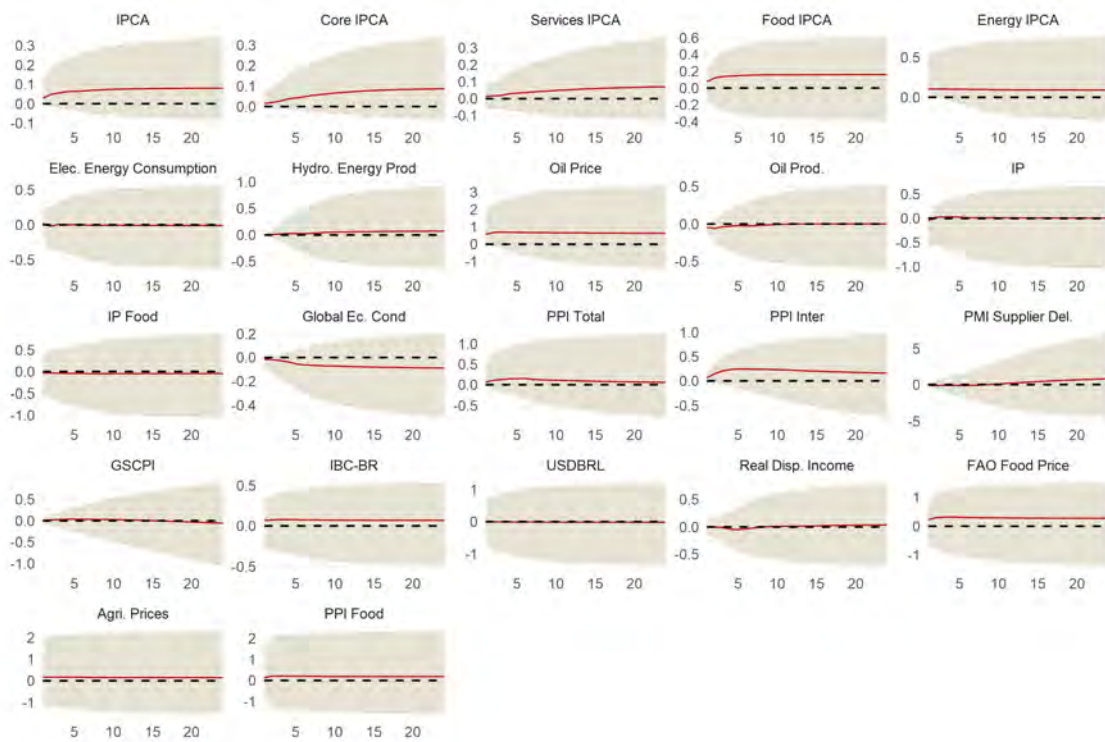 IPCA Core IPCA Services IPCA Food IPCA Energy IPCA
0.3 0.2 0.1 0.0 -0.1
0.3 0.2 0.1 0.0
0.3 0.2 0.1 0.0 -0.1
0.6 0.4 0.2 0.0 -0.2 -0.4
0.5 0.0
5 10 15 20 5 10 15 20 5 10 15 20 5 10 15 20 5 10 15 20
Elec. Energy Consumption Hydro. Energy Prod Oil Price Oil Prod. IP
0.5 0.0 -0.5
1.0 0.5 0.0 -0.5
3 2 1 0 -1
0.5 0.0 -0.5
0.5 0.0 -0.5 -1.0
5 10 15 20 5 10 15 20 5 10 15 20 5 10 15 20 5 10 15 20
IP Food Global Ec. Cond PPI Total PPI Inter PMI Supplier Del.
0.5 0.0 -0.5 -1.0
0.2 0.0 -0.2 -0.4
1.0 0.5 0.0 -0.5
1.0 0.5 0.0 -0.5
5 0 -5
5 10 15 20 5 10 15 20 5 10 15 20 5 10 15 20 5 10 15 20
GSCPI IBC-BR USDBRL Real Disp. Income FAO Food Price
0.5 0.0 -0.5 -1.0
0.5 0.0 -0.5
1 0 -1
0.5 0.0 -0.5
1 0 -1
5 10 15 20 5 10 15 20 5 10 15 20 5 10 15 20 5 10 15 20
Agri. Prices PPI Food
2 1 0 -1
2 1 0 -1
5 10 15 20 5 10 15 20